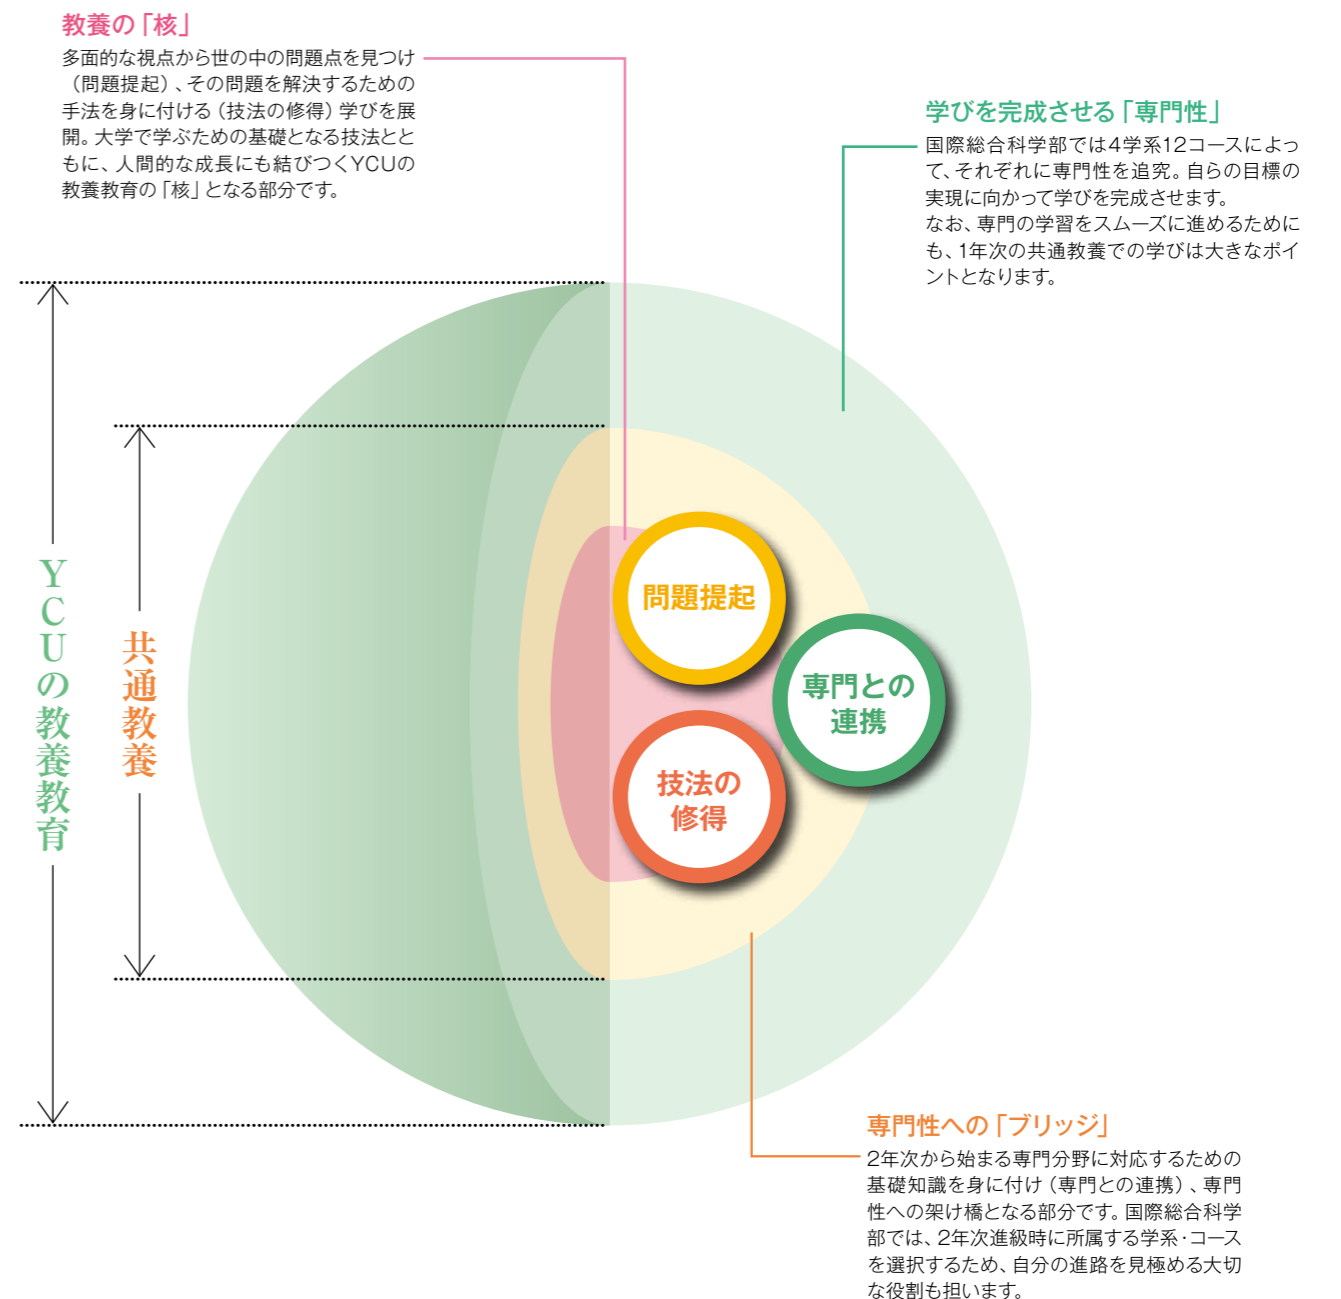 教養の「核」
多面的な視点から世の中の問題点を見つけ
（問題提起）、その問題を解決するための
手法を身に付ける（技法の修得）学びを展
開。大学で学ぶための基礎となる技法とと
もに、人間的な成長にも結びつくYCUの
教養教育の「核」となる部分です。
学びを完成させる「専門性」
国際総合科学部では4学系12コースによっ
て、それぞれに専門性を追究。自らの目標の
実現に向かって学びを完成させます。
なお、専門の学習をスムーズに進めるために
も、1年次の共通教養での学びは大きなポイ
ントとなります。
YCUの教養教育
共通教養
問題提起
専門との
連携
技法の
修得
専門性への「ブリッジ」
2年次から始まる専門分野に対応するための
基礎知識を身に付け（専門との連携）、専門
性への架け橋となる部分です。国際総合科学
部では、2年次進級時に所属する学系・コース
を選択するため、自分の進路を見極める大切
な役割も担います。